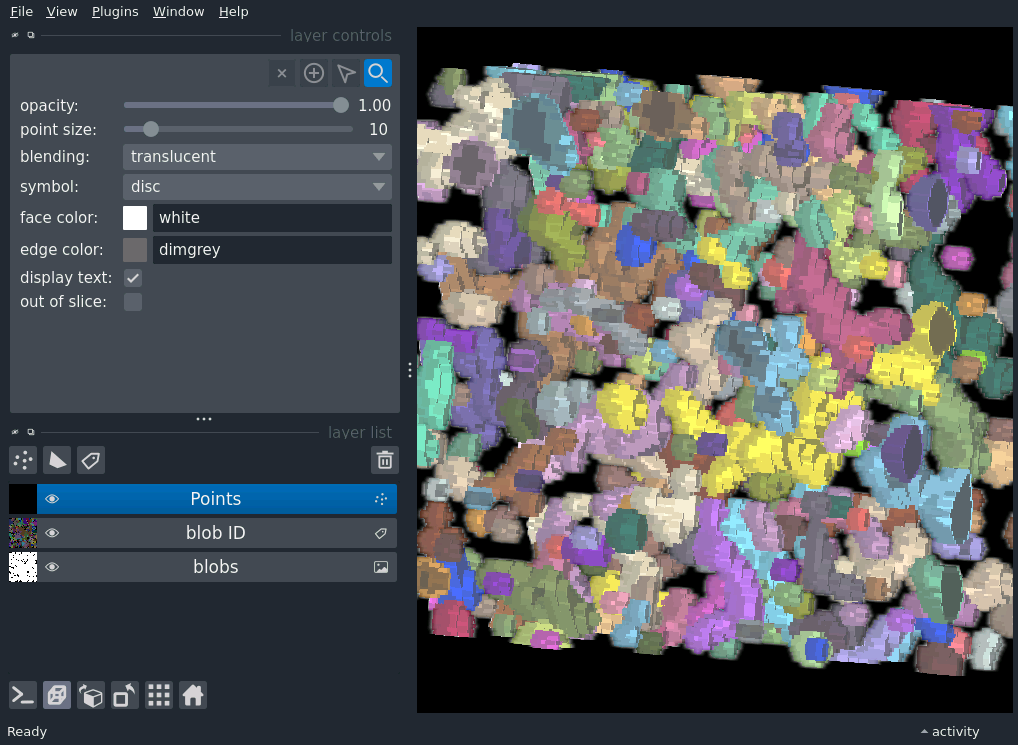 File View Plugins Window Help
layer controls
opacity: 1.00
point size: 10
blending: translucent
symbol: disc
face color: white
edge color: dimgrey
display text:
out of slice:
layer list
Points
blob ID
blobs
Ready activity